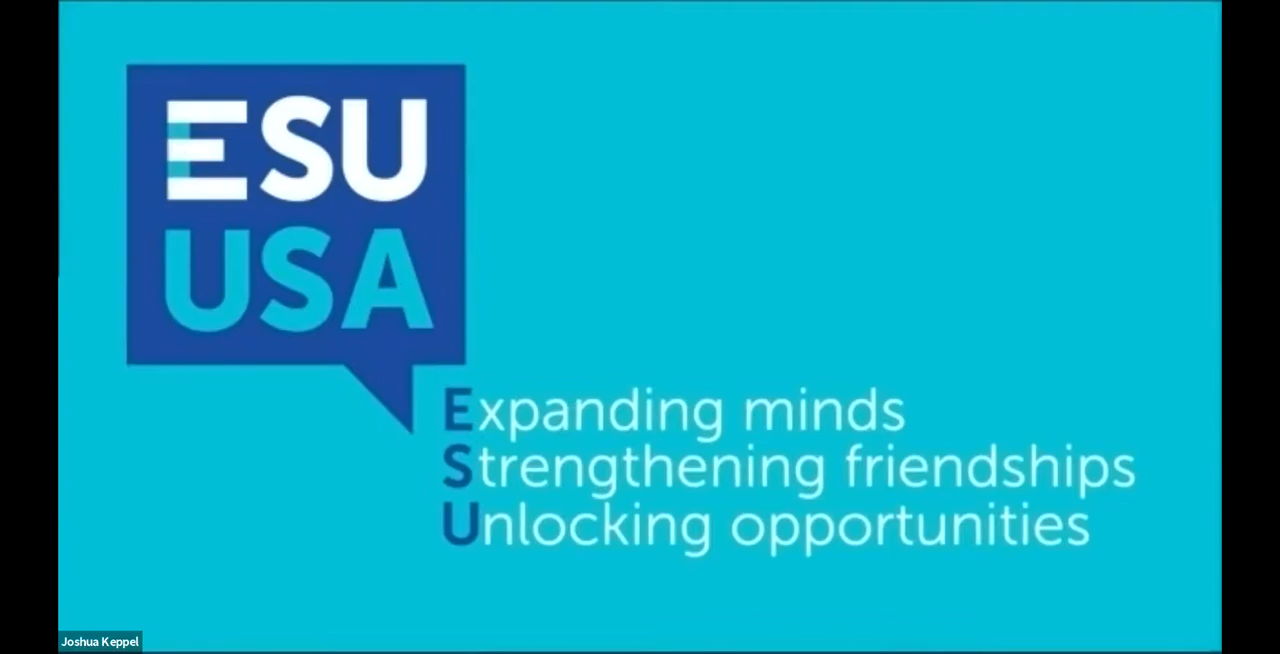 ESU
USA
Expanding minds
Strengthening friendships
Unlocking opportunities
Joshua Keppel